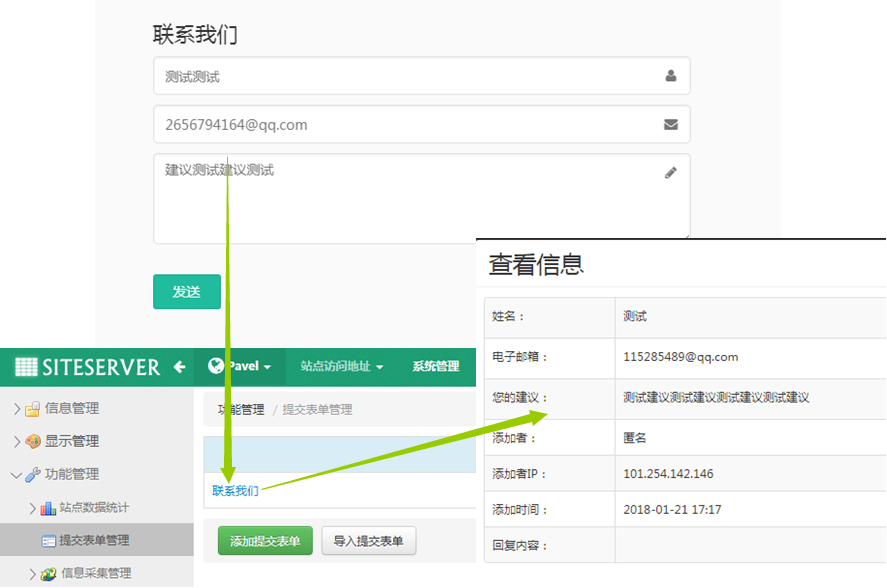 联系我们
测试测试
2656794164@qq.com
建议测试建议测试
发送
SITESERVER
Pavel
站点访问地址
系统管理
信息管理
显示管理
功能管理
站点数据统计
提交表单管理
信息采集管理
功能管理 / 提交表单管理
联系我们
添加提交表单
导入提交表单
查看信息
姓名： 测试
电子邮箱： 115285489@qq.com
您的建议： 测试建议测试建议测试建议测试建议
添加者： 匿名
添加者IP： 101.254.142.146
添加时间： 2018-01-21 17:17
回复内容：